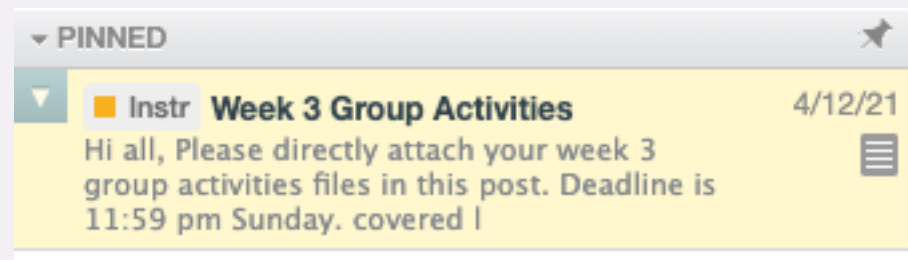 PINNED
Instr Week 3 Group Activities 4/12/21
Hi all, Please directly attach your week 3
group activities files in this post. Deadline is
11:59 pm Sunday. covered l